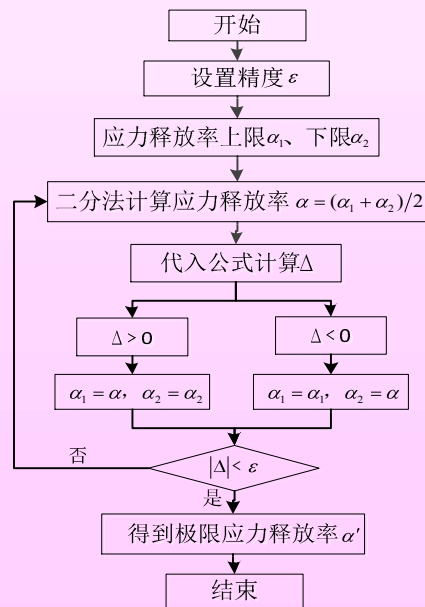 开始
设置精度 ε
应力释放率上限α₁、下限α₂
二分法计算应力释放率 α = (α₁ + α₂)/2
代入公式计算Δ
Δ > 0
Δ < 0
α₁ = α, α₂ = α₂
α₁ = α₁, α₂ = α
否
|Δ| < ε
是
得到极限应力释放率 α′
结束